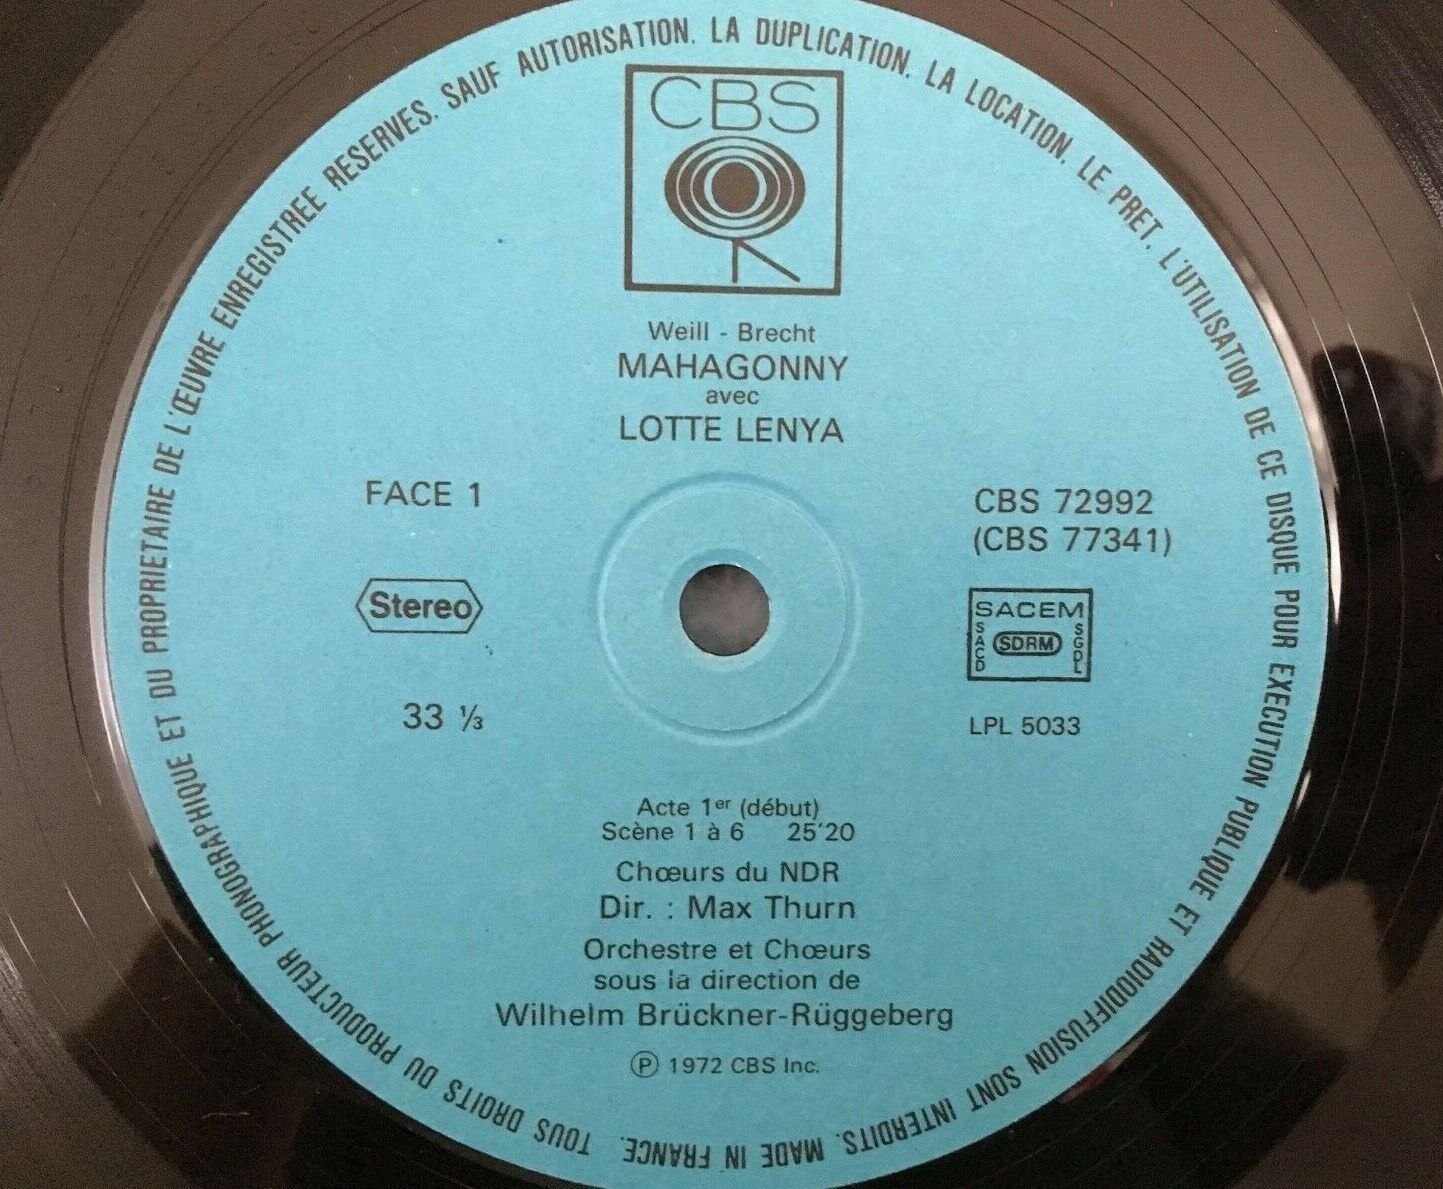 TOUS DROITS DU PRODUCTEUR PHONOGRAPHIQUE ET DU PROPRIETAIRE DE L'ŒUVRE ENREGISTREE RESERVES. SAUF AUTORISATION. LA DUPLICATION. LA LOCATION. LE PRET. L'UTILISATION DE CE DISQUE POUR EXECUTION PUBLIQUE ET RADIODIFFUSION SONT INTERDITS. MADE IN FRANCE.
CBS
Weill - Brecht
MAHAGONNY
avec
LOTTE LENYA
FACE 1
CBS 72992
(CBS 77341)
Stereo
SACEM
SACD
SDRM
SGDL
33 ⅓
LPL 5033
Acte 1er (début)
Scène 1 à 6 25'20
Chœurs du NDR
Dir. : Max Thurn
Orchestre et Chœurs
sous la direction de
Wilhelm Brückner-Rüggeberg
℗ 1972 CBS Inc.